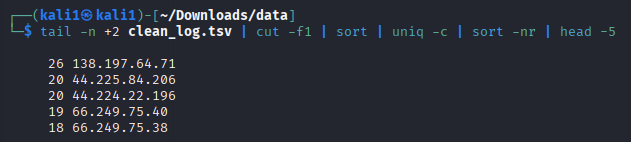 ┌──(kali1㉿kali1)-[~/Downloads/data]
└─$ tail -n +2 clean_log.tsv | cut -f1 | sort | uniq -c | sort -nr | head -5
26 138.197.64.71
20 44.225.84.206
20 44.224.22.196
19 66.249.75.40
18 66.249.75.38